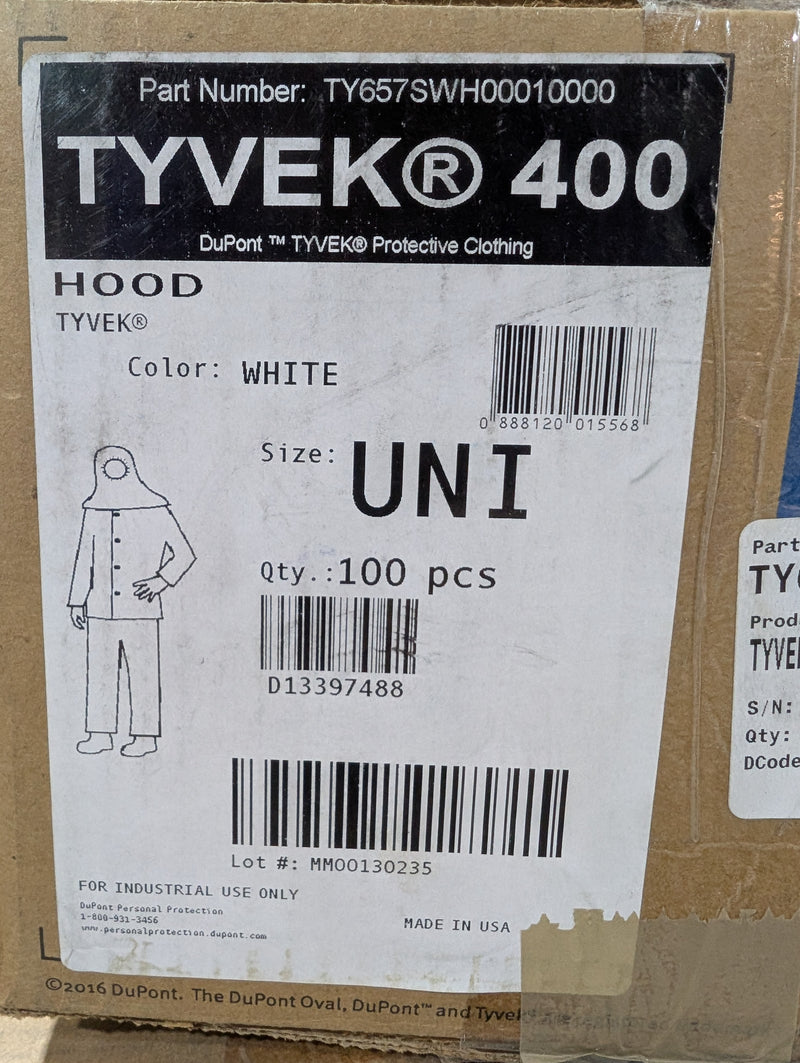 Part Number: TY657SWH00010000
TYVEK® 400
DuPont ™ TYVEK® Protective Clothing
HOOD
TYVEK®
Color: WHITE
0 888120 015568
Size: UNI
Qty.: 100 pcs
D13397488
Lot #: MM00130235
FOR INDUSTRIAL USE ONLY
DuPont Personal Protection
1-800-931-3456
www.personalprotection.dupont.com
MADE IN USA
©2016 DuPont. The DuPont Oval, DuPont™ and Tyvek
Part
TY
Prod
TYVE
S/N:
Qty:
DCode